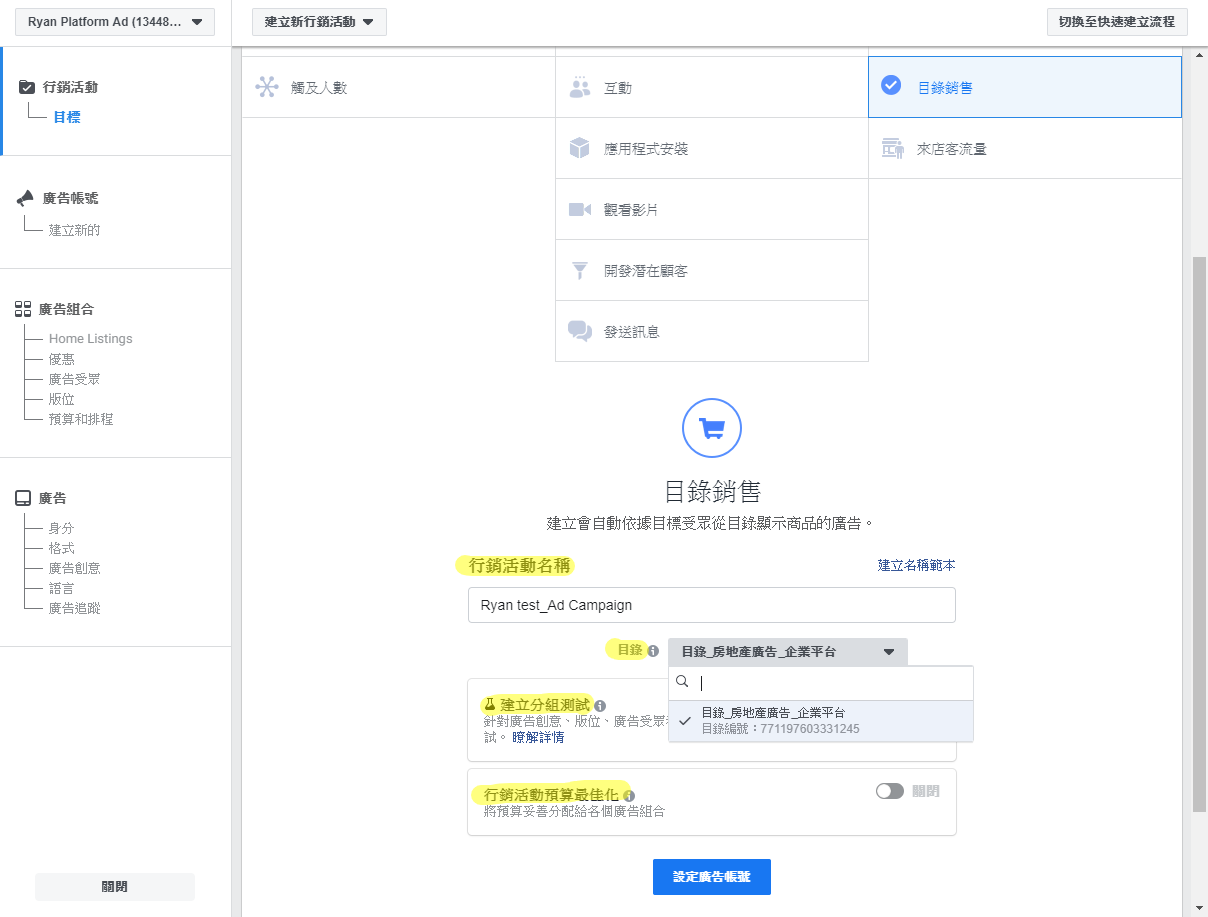 Ryan Platform Ad (13448...
建立新行銷活動
切換至快速建立流程
行銷活動
目標
廣告帳號
建立新的
廣告組合
Home Listings
優惠
廣告受眾
版位
預算和排程
廣告
身分
格式
廣告創意
語言
廣告追蹤
關閉
觸及人數
互動
目錄銷售
應用程式安裝
來店客流量
觀看影片
開發潛在顧客
發送訊息
目錄銷售
建立會自動依據目標受眾從目錄顯示商品的廣告。
行銷活動名稱
建立名稱範本
Ryan test_Ad Campaign
目錄
目錄_房地產廣告_企業平台
目錄_房地產廣告_企業平台
目錄編號：771197603331245
建立分組測試
針對廣告創意、版位、廣告受眾
試。 瞭解詳情
行銷活動預算最佳化
關閉
將預算妥善分配給各個廣告組合
設定廣告帳號